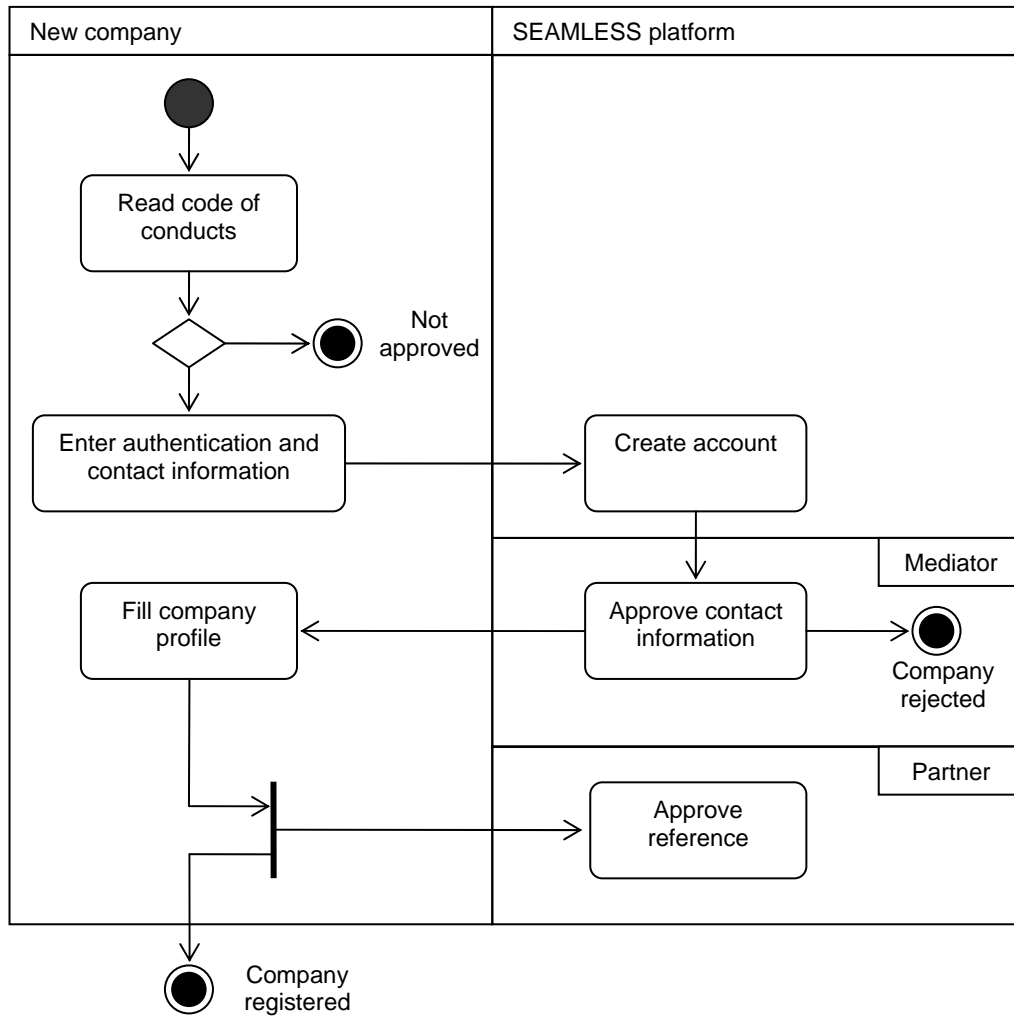 New company
SEAMLESS platform
Read code of
conducts
Not
approved
Enter authentication and
contact information
Create account
Mediator
Fill company
profile
Approve contact
information
Company
rejected
Partner
Approve
reference
Company
registered